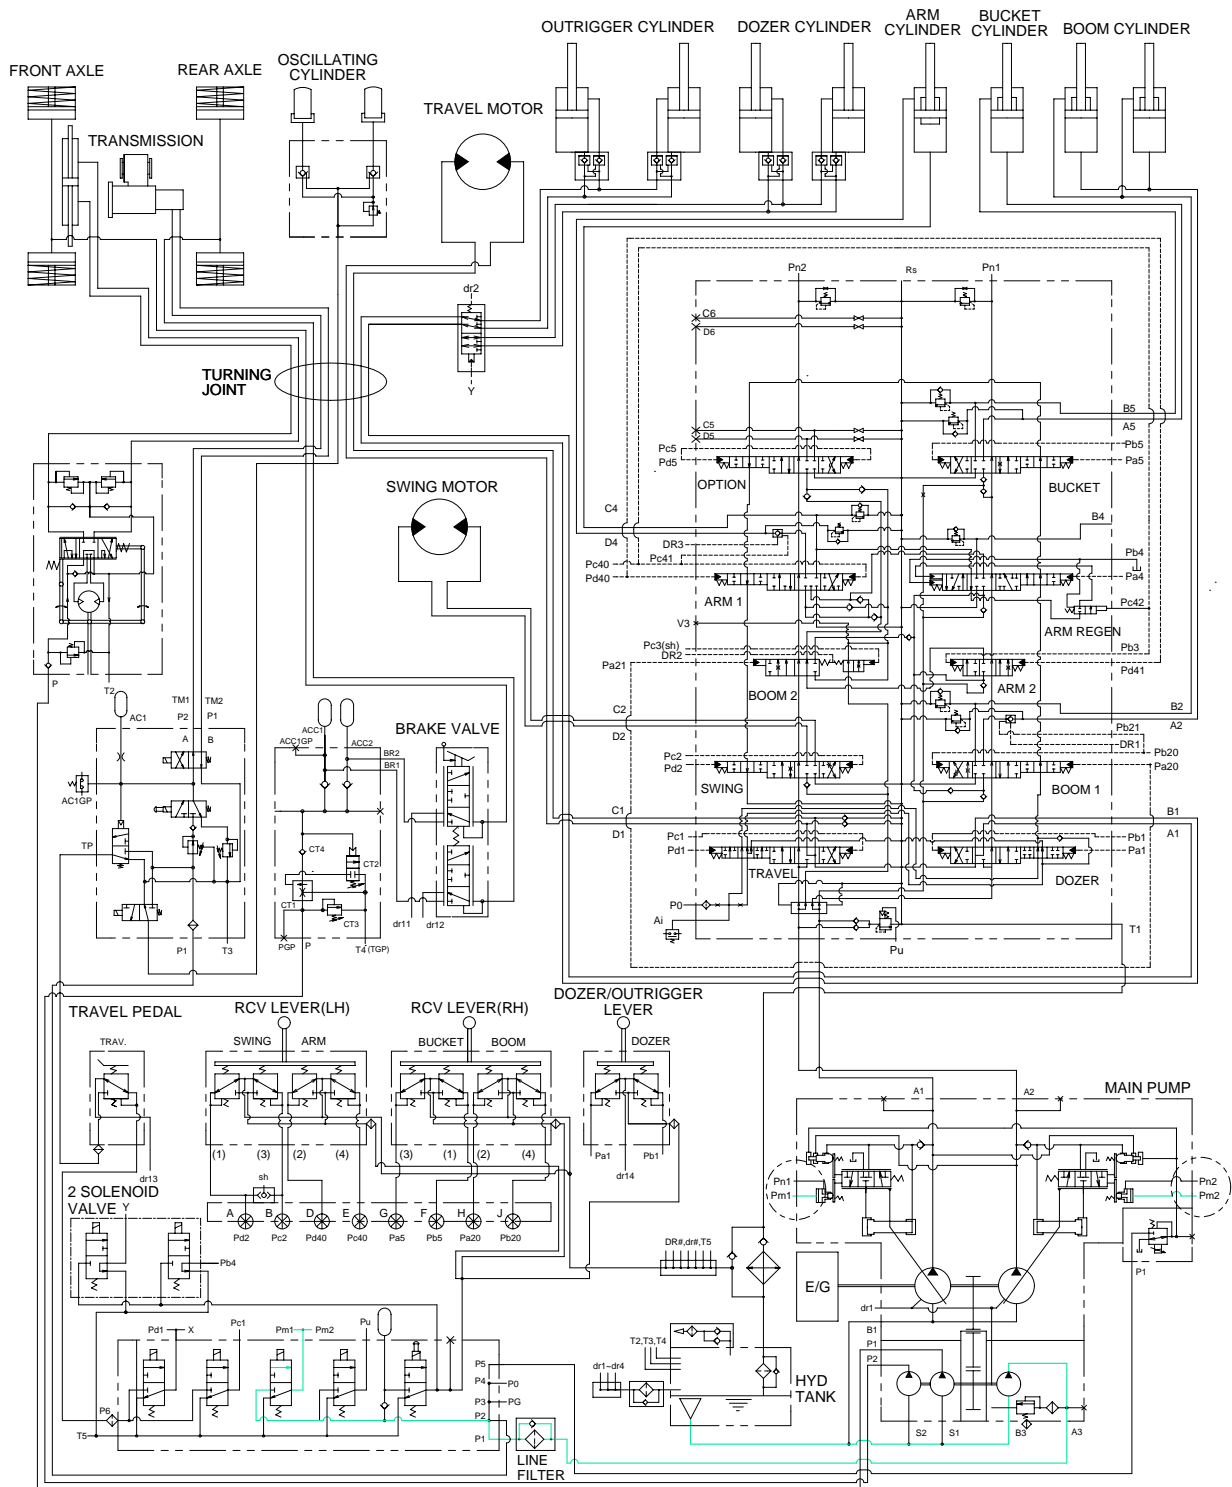 OUTRIGGER CYLINDER
DOZER CYLINDER
ARM
CYLINDER
BUCKET
CYLINDER
BOOM CYLINDER
FRONT AXLE
REAR AXLE
OSCILLATING
CYLINDER
TRANSMISSION
TRAVEL MOTOR
dr2
Y
TURNING
JOINT
Pn2
Rs
Pn1
C6
D6
C5
D5
Pc5
Pd5
OPTION
B5
A5
Pb5
Pa5
BUCKET
SWING MOTOR
C4
D4
DR3
Pc40
Pc41
Pd40
ARM 1
B4
Pb4
Pa4
Pc42
ARM REGEN
V3
Pc3(sh)
DR2
Pa21
BOOM 2
Pb3
Pd41
ARM 2
C2
D2
Pc2
Pd2
SWING
B2
A2
Pb21
DR1
Pb20
Pa20
BOOM 1
C1
D1
Pc1
Pd1
TRAVEL
B1
A1
Pb1
Pa1
DOZER
P0
Ai
Pu
T1
P
T2
AC1
TM1
TM2
P2
P1
A
B
AC1GP
TP
P1
T3
ACC1
ACC1GP
ACC2
BR2
BR1
BRAKE VALVE
CT4
CT2
CT1
CT3
PGP
P
T4(TGP)
dr11
dr12
TRAVEL PEDAL
TRAV.
dr13
RCV LEVER(LH)
SWING
ARM
(1)
(3)
(2)
(4)
RCV LEVER(RH)
BUCKET
BOOM
(3)
(1)
(2)
(4)
DOZER/OUTRIGGER
LEVER
DOZER
Pa1
Pb1
dr14
sh
A
B
D
E
G
F
H
J
Pd2
Pc2
Pd40
Pc40
Pa5
Pb5
Pa20
Pb20
2 SOLENOID
VALVE
Y
Pb4
DR#,dr#,T5
MAIN PUMP
A1
A2
Pn1
Pm1
Pn2
Pm2
P1
E/G
dr1
B1
P1
P2
S2
S1
B3
A3
Pd1
X
Pc1
Pm1
Pm2
Pu
P5
P4
P0
P3
PG
P2
P1
P6
T5
LINE
FILTER
T2,T3,T4
dr1~dr4
HYD
TANK